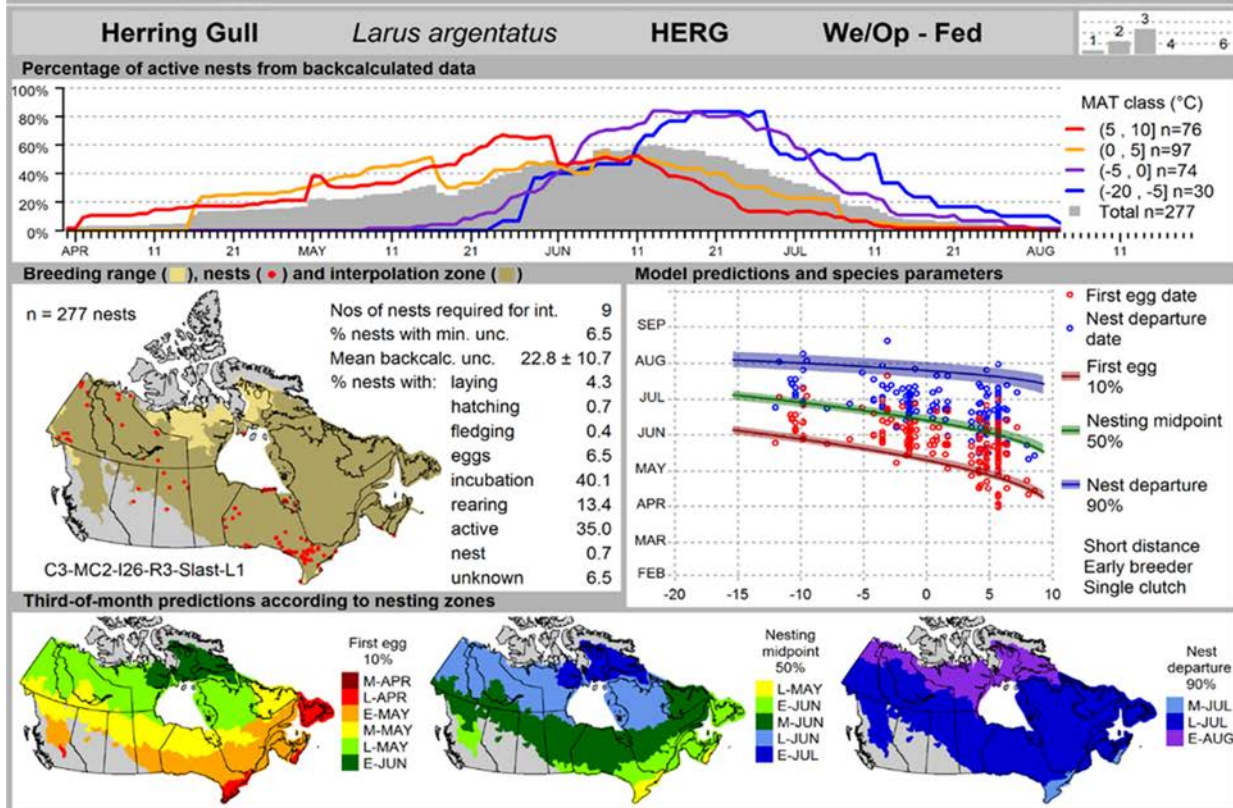 Herring Gull Larus argentatus HERG We/Op - Fed
1 2 3 4 6
Percentage of active nests from backcalculated data
100%
80%
60%
40%
20%
0%
APR 11 21 MAY 11 21 JUN 11 21 JUL 11 21 AUG 11
MAT class (°C)
(5 , 10] n=76
(0 , 5] n=97
(-5 , 0] n=74
(-20 , -5] n=30
Total n=277
Breeding range ( ), nests ( ) and interpolation zone ( )
n = 277 nests
Nos of nests required for int. 9
% nests with min. unc. 6.5
Mean backcalc. unc. 22.8 ± 10.7
% nests with: laying 4.3
hatching 0.7
fledging 0.4
eggs 6.5
incubation 40.1
rearing 13.4
active 35.0
nest 0.7
unknown 6.5
C3-MC2-I26-R3-Slast-L1
Model predictions and species parameters
SEP
AUG
JUL
JUN
MAY
APR
MAR
FEB
-20 -15 -10 -5 0 5 10
First egg date
Nest departure
date
First egg
10%
Nesting midpoint
50%
Nest departure
90%
Short distance
Early breeder
Single clutch
Third-of-month predictions according to nesting zones
First egg
10%
M-APR
L-APR
E-MAY
M-MAY
L-MAY
E-JUN
Nesting
midpoint
50%
L-MAY
E-JUN
M-JUN
L-JUN
E-JUL
Nest
departure
90%
M-JUL
L-JUL
E-AUG